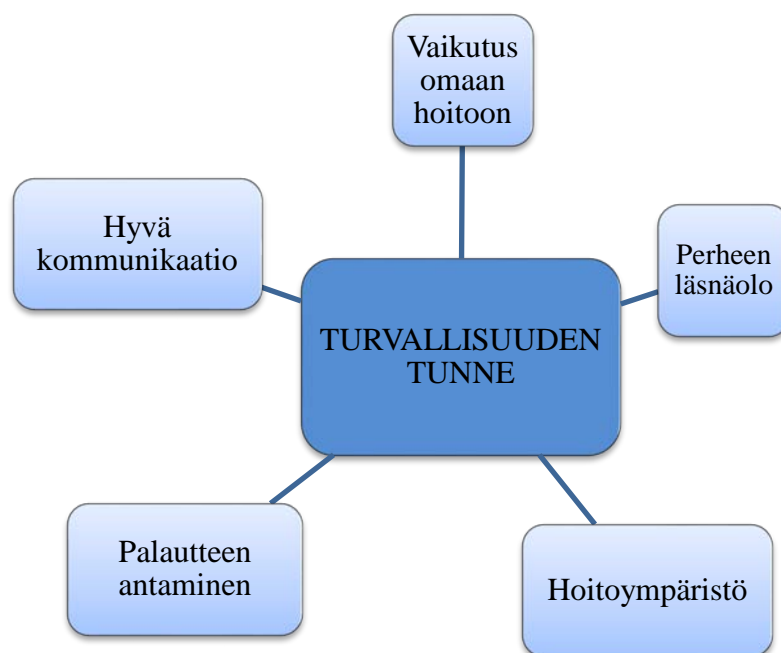 Vaikutus
omaan
hoitoon
Hyvä
kommunikaatio
Perheen
läsnäolo
TURVALLISUUDEN
TUNNE
Palautteen
antaminen
Hoitoympäristö